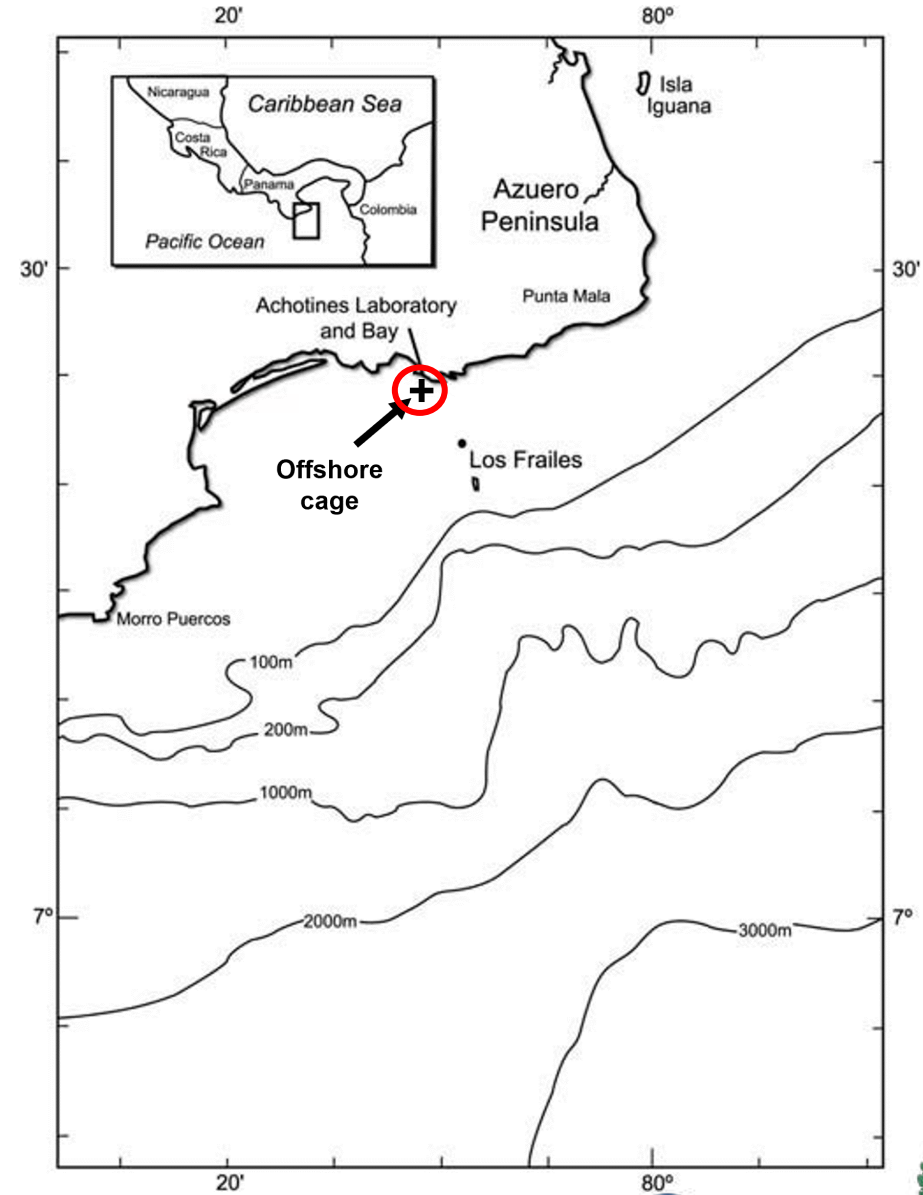 20'
80º
Isla
Iguana
Nicaragua
Caribbean Sea
Costa
Rica
Panama
Colombia
Pacific Ocean
Azuero
Peninsula
30'
30'
Punta Mala
Achotines Laboratory
and Bay
Offshore
cage
Los Frailes
Morro Puercos
100m
200m
1000m
2000m
3000m
7º
7º
20'
80º